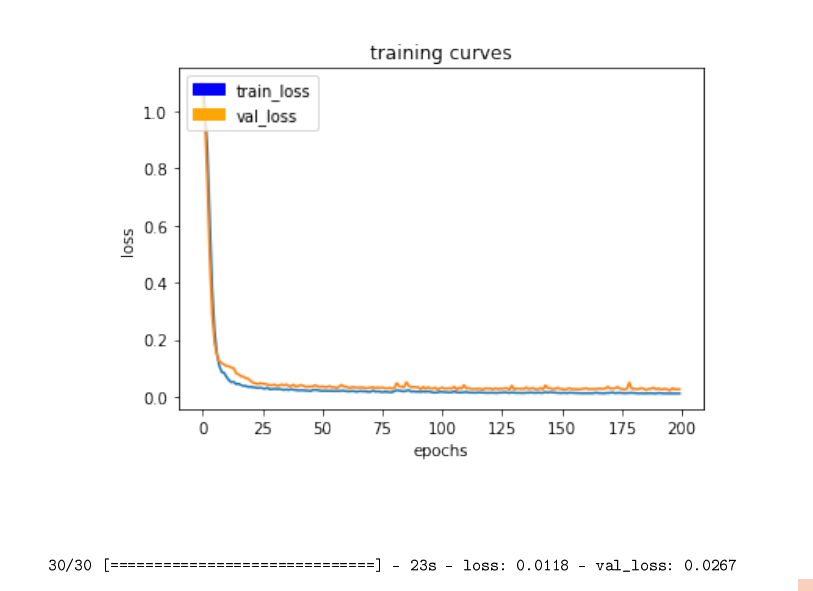 training curves
train_loss
val_loss
1.0
0.8
0.6
0.4
0.2
0.0
loss
0 25 50 75 100 125 150 175 200
epochs
30/30 [==============================] - 23s - loss: 0.0118 - val_loss: 0.0267